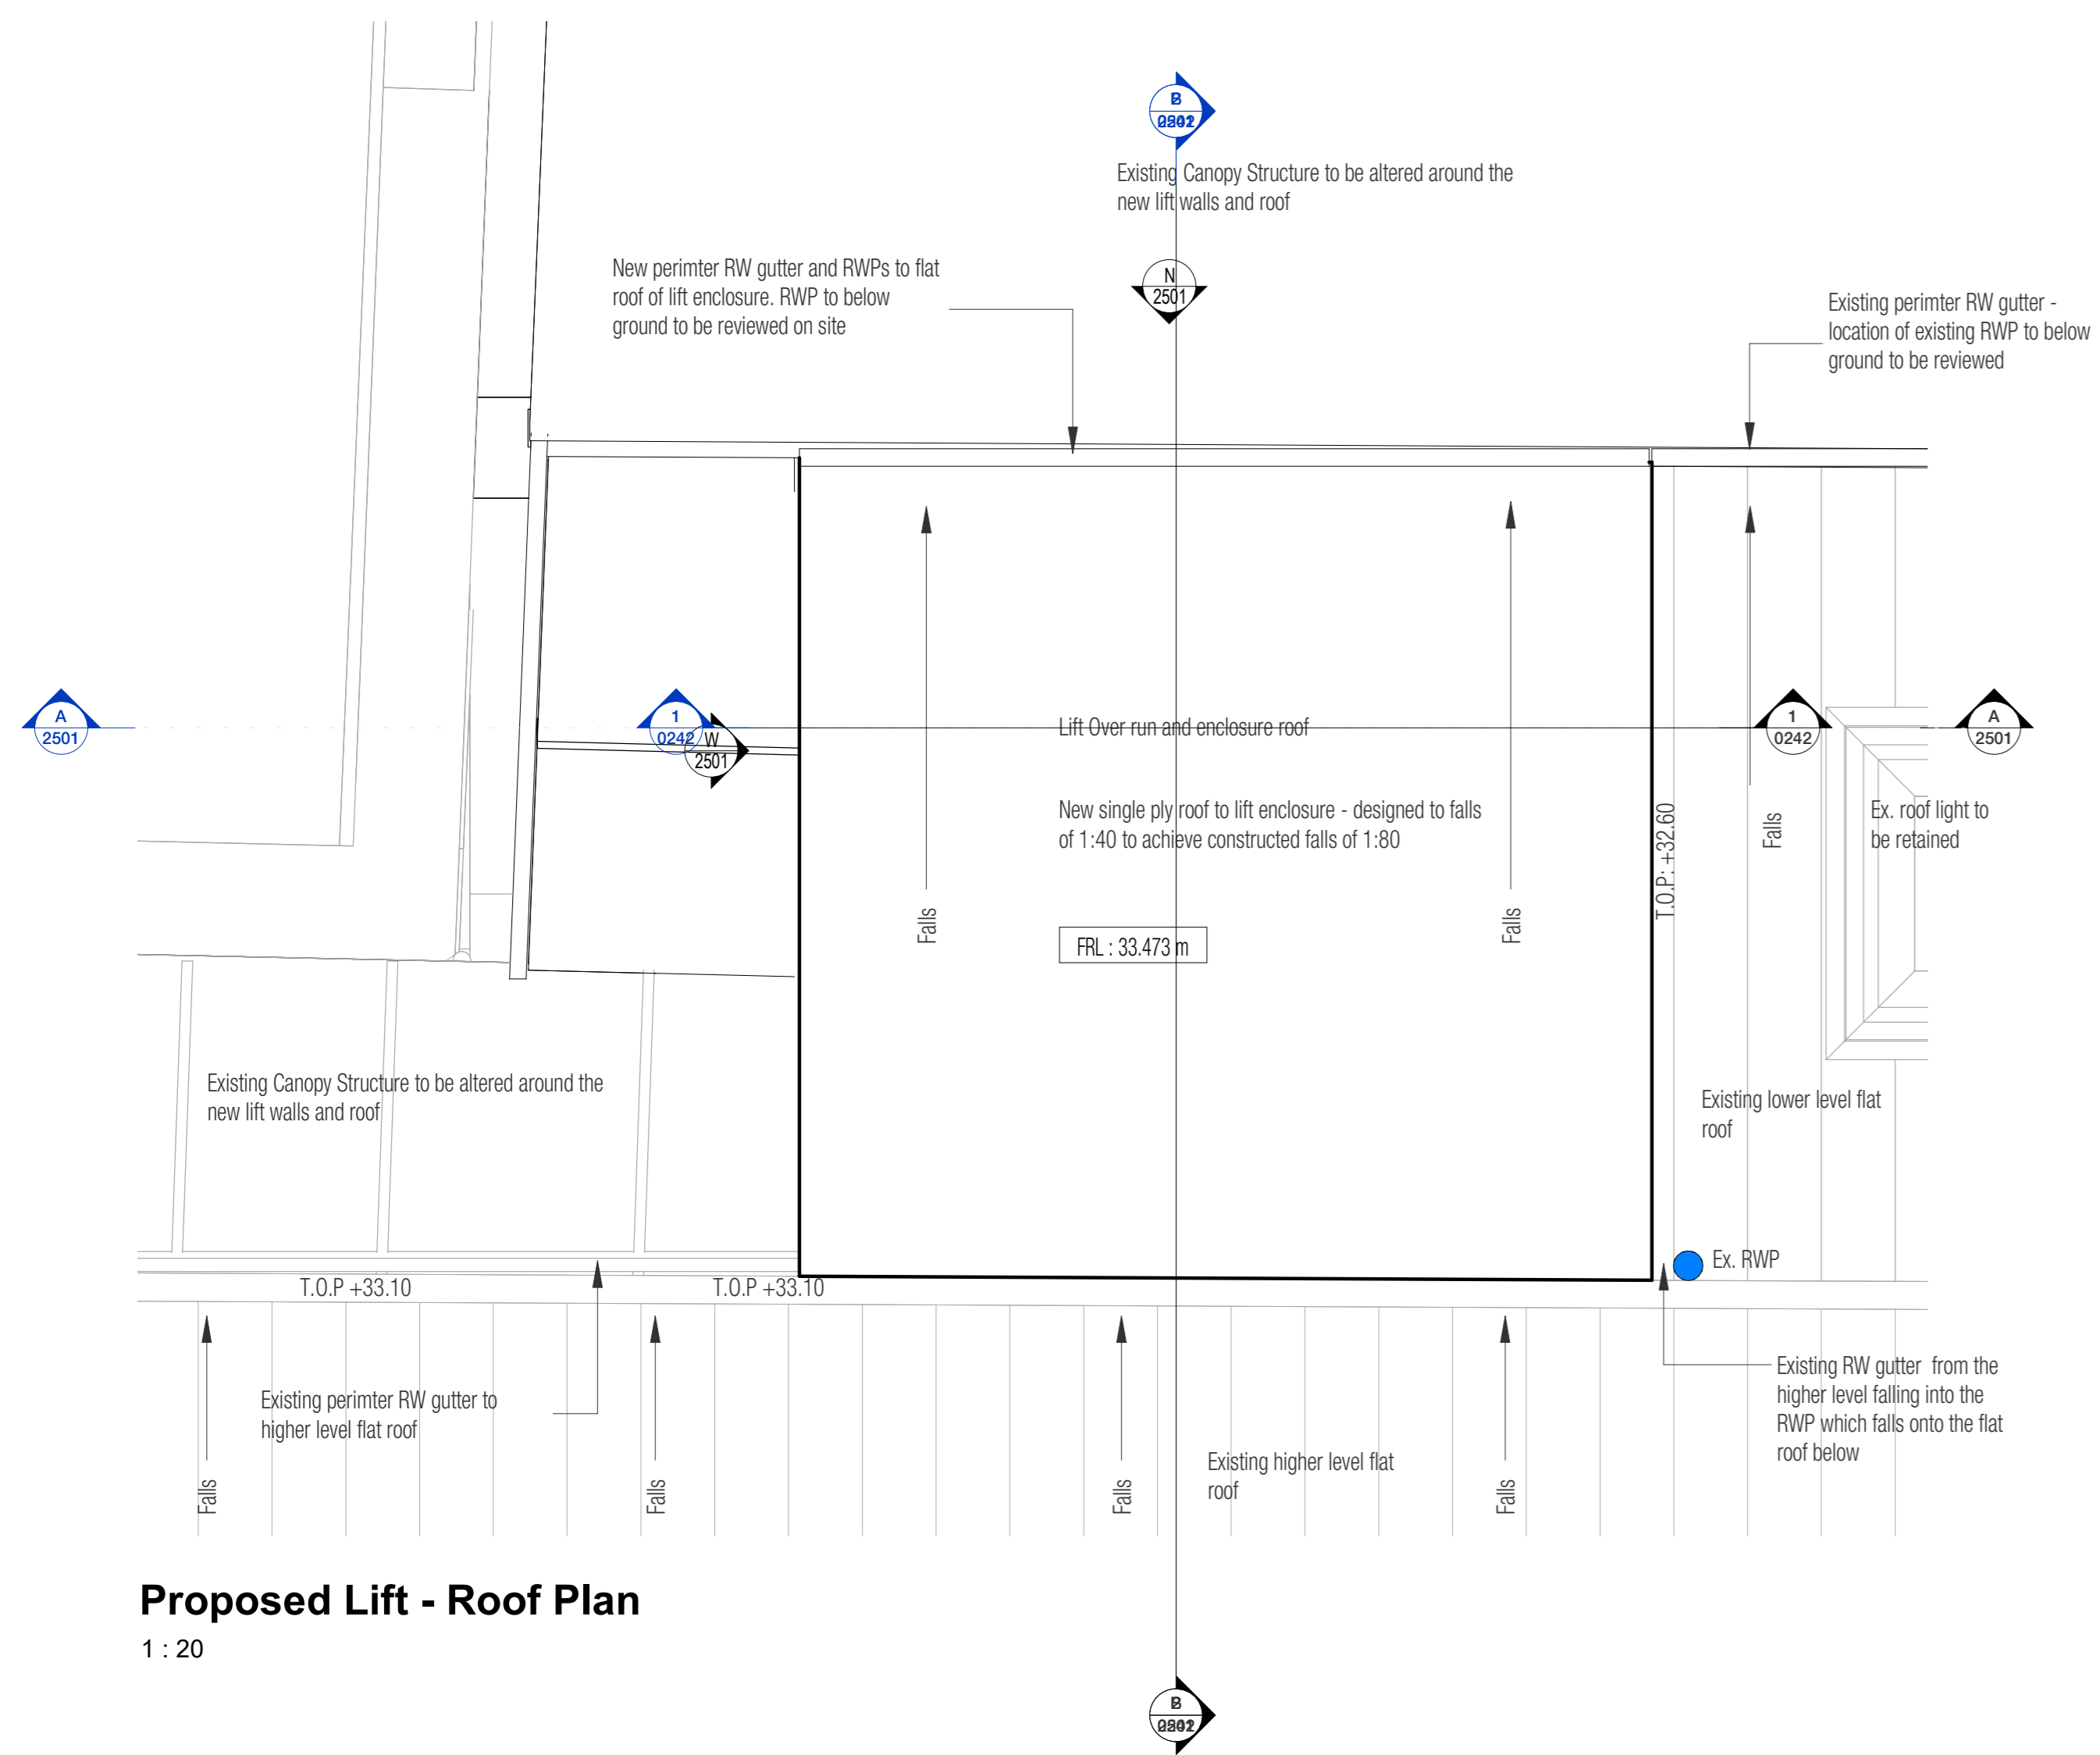 Existing Canopy Structure to be altered around the
new lift walls and roof
N
2501
New perimter RW gutter and RWPs to flat
roof of lift enclosure. RWP to below
ground to be reviewed on site
Existing perimter RW gutter -
location of existing RWP to below
ground to be reviewed
A
2501
1
0242
W
2501
Lift Over run and enclosure roof
1
0242
A
2501
New single ply roof to lift enclosure - designed to falls
of 1:40 to achieve constructed falls of 1:80
T.O.P: +32.60
Falls
Ex. roof light to
be retained
Falls
FRL : 33.473 m
Falls
Existing Canopy Structure to be altered around the
new lift walls and roof
Existing lower level flat
roof
Ex. RWP
T.O.P +33.10
T.O.P +33.10
Existing perimter RW gutter to
higher level flat roof
Existing RW gutter from the
higher level falling into the
RWP which falls onto the flat
roof below
Existing higher level flat
roof
Falls
Falls
Falls
Falls
Proposed Lift - Roof Plan
1 : 20